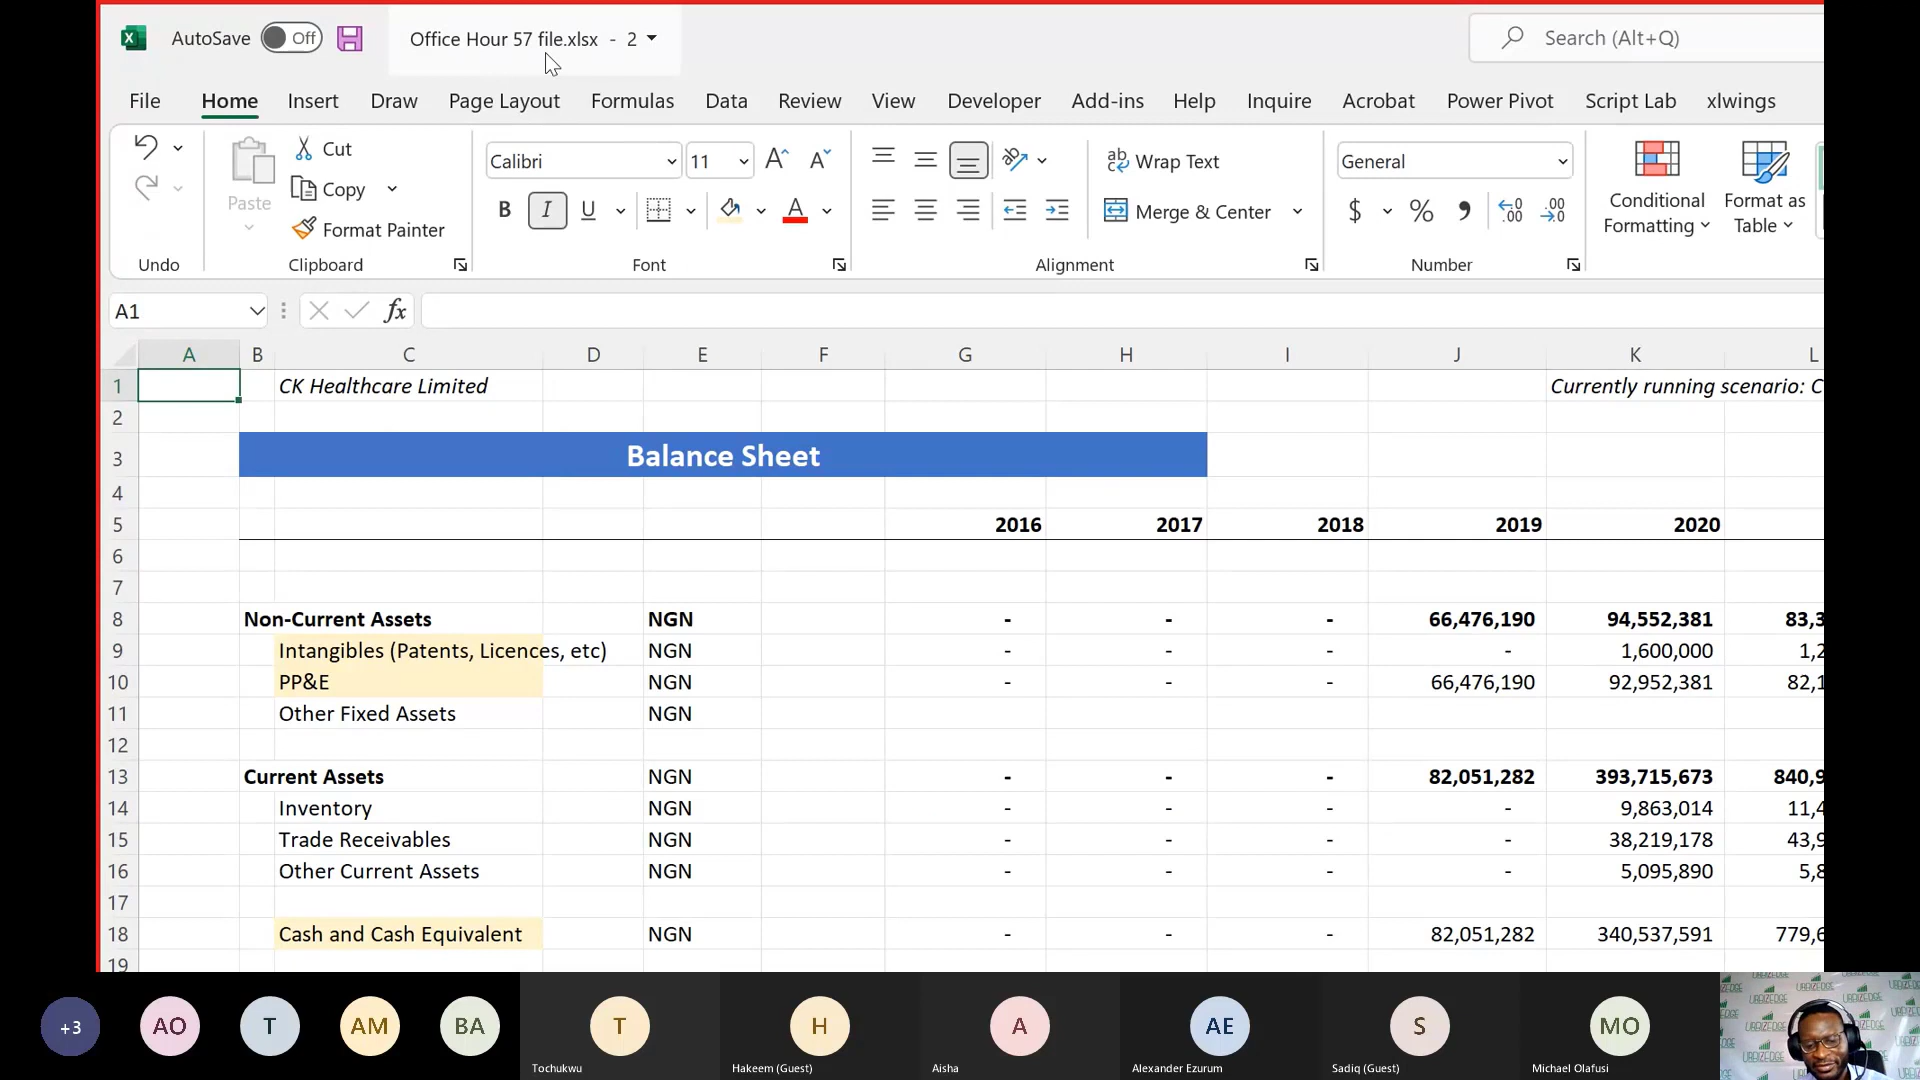 AutoSave Off Office Hour 57 file.xlsx - 2 Search (Alt+Q)
File Home Insert Draw Page Layout Formulas Data Review View Developer Add-ins Help Inquire Acrobat Power Pivot Script Lab xlwings
Paste
Cut
Copy
Format Painter
Calibri 11
B I U
ab Wrap Text
Merge & Center
General
$ % , .00 .00
Conditional Formatting
Format as Table
Undo Clipboard Font Alignment Number
A1 fx
A B C D E F G H I J K L
1 CK Healthcare Limited Currently running scenario: C
2
3 Balance Sheet
4
5 2016 2017 2018 2019 2020
6
7
8 Non-Current Assets NGN - - - 66,476,190 94,552,381 83,3
9 Intangibles (Patents, Licences, etc) NGN - - - - 1,600,000 1,2
10 PP&E NGN - - - 66,476,190 92,952,381 82,1
11 Other Fixed Assets NGN
12
13 Current Assets NGN - - - 82,051,282 393,715,673 840,9
14 Inventory NGN - - - - 9,863,014 11,4
15 Trade Receivables NGN - - - - 38,219,178 43,9
16 Other Current Assets NGN - - - - 5,095,890 5,8
17
18 Cash and Cash Equivalent NGN - - - 82,051,282 340,537,591 779,6
19
+3 AO T AM BA T H A AE S MO
Tochukwu Hakeem (Guest) Aisha Alexander Ezurum Sadiq (Guest) Michael Olafusi
UrBizEdge